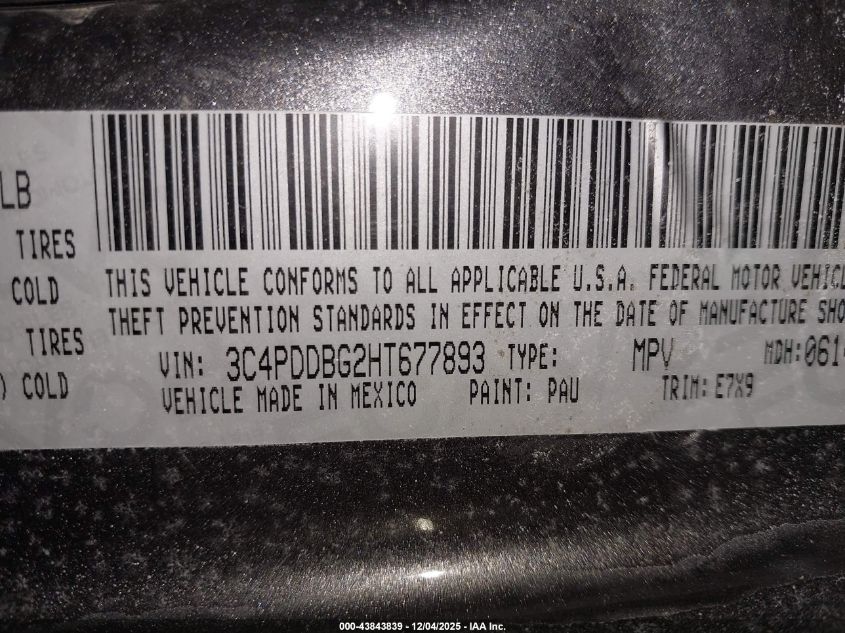 LB
TIRES
COLD
TIRES
) COLD
THIS VEHICLE CONFORMS TO ALL APPLICABLE U.S.A. FEDERAL MOTOR VEHICL
THEFT PREVENTION STANDARDS IN EFFECT ON THE DATE OF MANUFACTURE SHO
VIN: 3C4PDDBG2HT677893 TYPE: MPV MDH:061
VEHICLE MADE IN MEXICO PAINT: PAU TRIM: E7X9
000-43843839 - 12/04/2025 - IAA Inc.